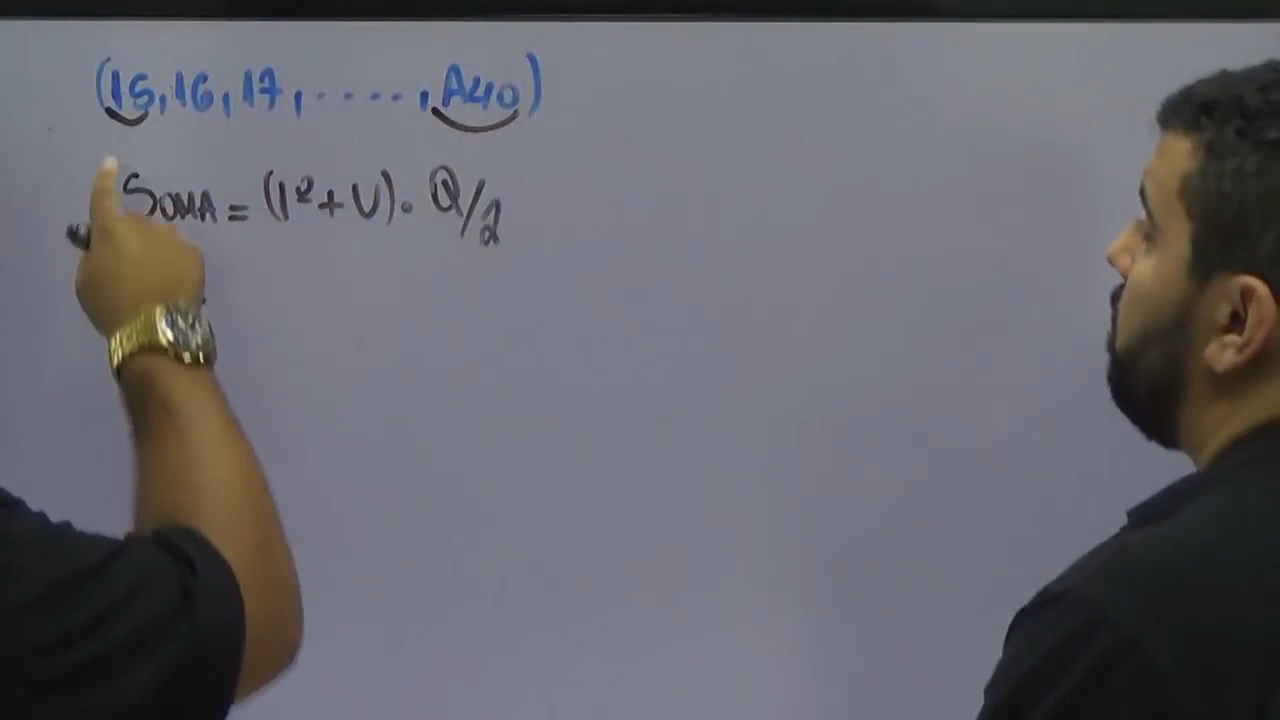 (15,16,17,.....,A40)
SOMA = (1º+U). Q/2